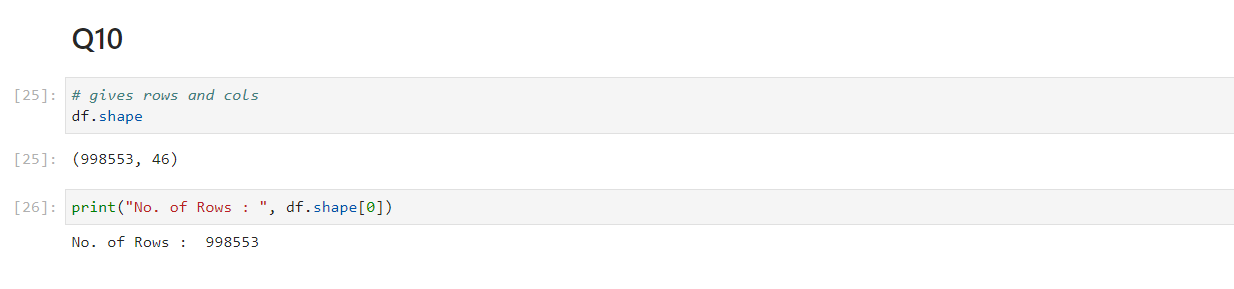 Q10
[25]: # gives rows and cols
df.shape
[25]: (998553, 46)
[26]: print("No. of Rows : ", df.shape[0])
No. of Rows :  998553